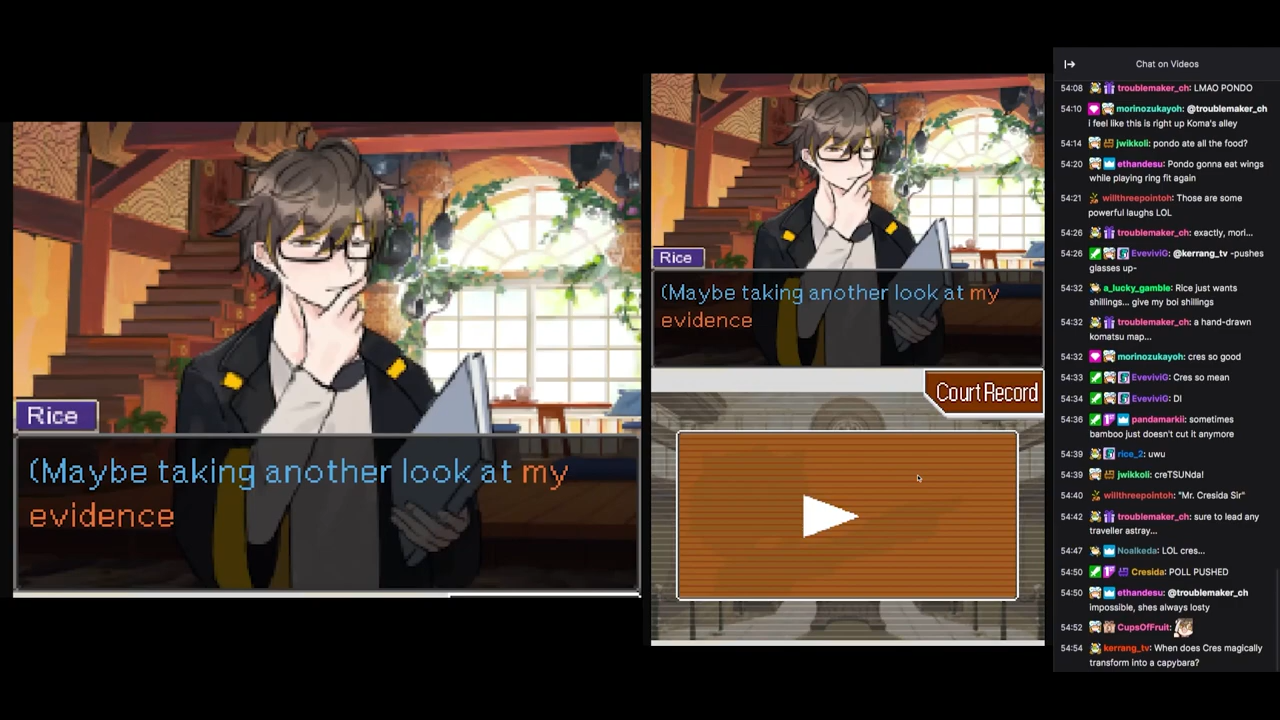 Rice
(Maybe taking another look at my
evidence
Rice
(Maybe taking another look at my
evidence
Court Record
Chat on Videos
54:08 troublemaker_ch: LMAO PONDO
54:10 morinozukayoh: @troublemaker_ch
i feel like this is right up Koma's alley
54:14 jwikkoli: pondo ate all the food?
54:20 ethandesu: Pondo gonna eat wings
while playing ring fit again
54:21 willthreepointoh: Those are some
powerful laughs LOL
54:26 troublemaker_ch: exactly, mori...
54:26 EveviviG: @kerrang_tv -pushes
glasses up-
54:32 a_lucky_gamble: Rice just wants
shillings... give my boi shillings
54:32 troublemaker_ch: a hand-drawn
komatsu map...
54:32 morinozukayoh: cres so good
54:33 EveviviG: Cres so mean
54:34 EveviviG: DI
54:36 pandamarkii: sometimes
bamboo just doesn't cut it anymore
54:39 rice_2: uwu
54:39 jwikkoli: creTSUNda!
54:40 willthreepointoh: "Mr. Cresida Sir"
54:42 troublemaker_ch: sure to lead any
traveller astray...
54:47 Noalkeda: LOL cres...
54:50 Cresida: POLL PUSHED
54:50 ethandesu: @troublemaker_ch
impossible, shes always losty
54:52 CupsOfFruit:
54:54 kerrang_tv: When does Cres magically
transform into a capybara?